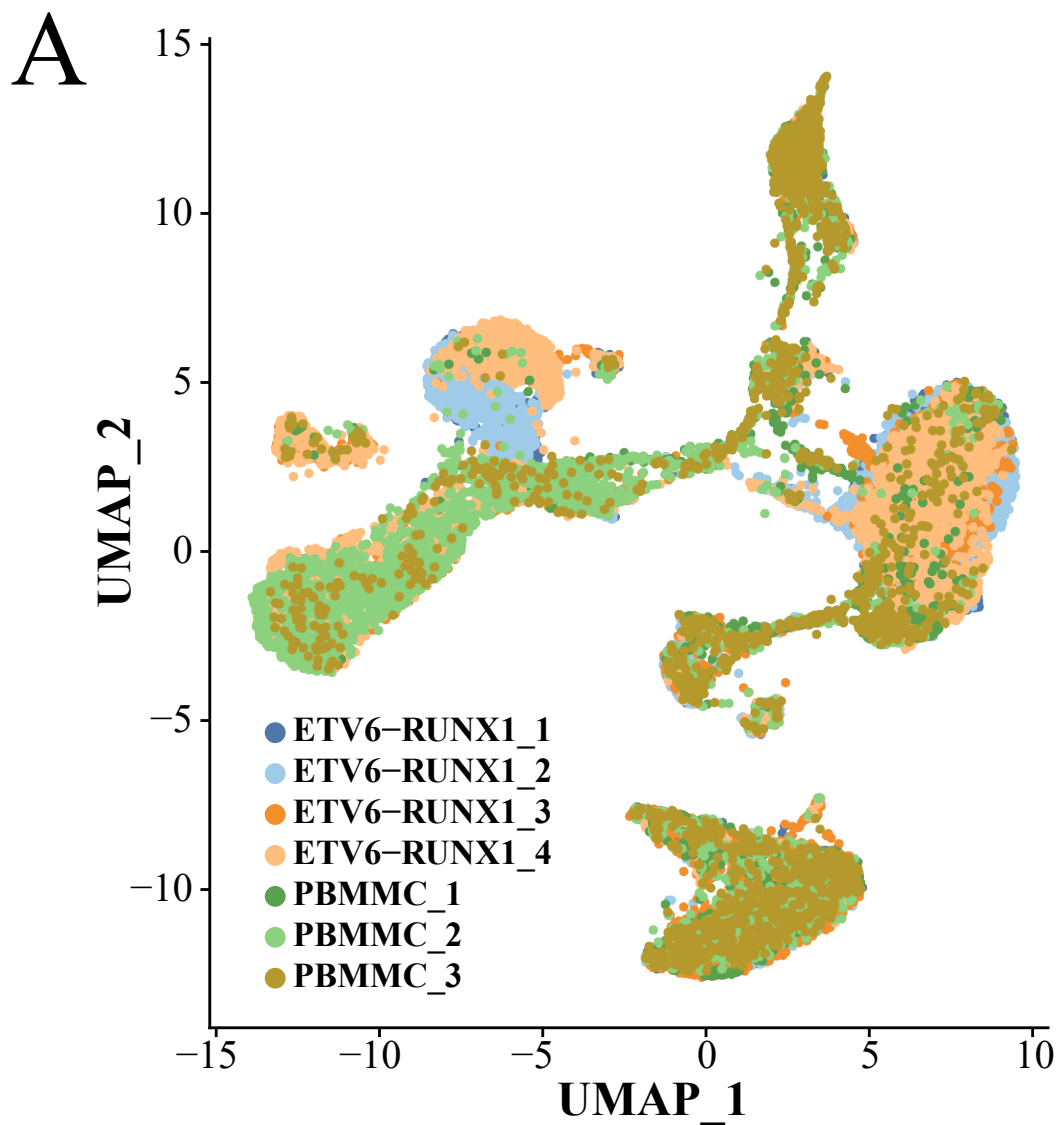 A
15
10
5
0
−5
−10
UMAP_2
ETV6−RUNX1_1
ETV6−RUNX1_2
ETV6−RUNX1_3
ETV6−RUNX1_4
PBMMC_1
PBMMC_2
PBMMC_3
−15 −10 −5 0 5 10
UMAP_1